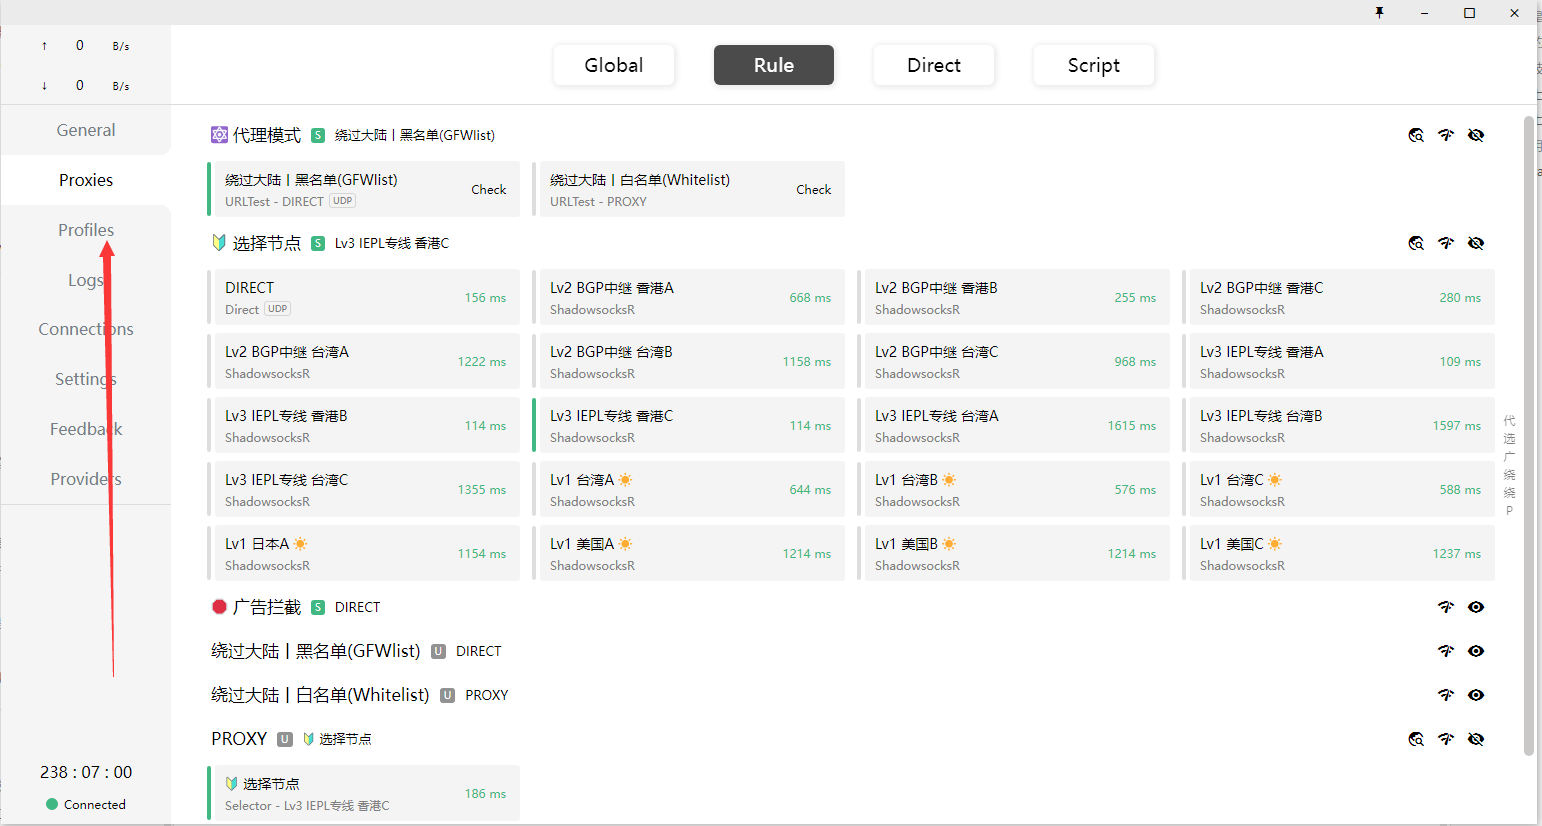 ↑ 0 B/s
↓ 0 B/s
General
Proxies
Profiles
Logs
Connections
Settings
Feedback
Providers
238 : 07 : 00
Connected
Global
Rule
Direct
Script
代理模式 S 绕过大陆丨黑名单(GFWlist)
绕过大陆丨黑名单(GFWlist)
URLTest - DIRECT UDP
Check
绕过大陆丨白名单(Whitelist)
URLTest - PROXY
Check
选择节点 S Lv3 IEPL专线 香港C
DIRECT
Direct UDP
156 ms
Lv2 BGP中继 香港A
ShadowsocksR
668 ms
Lv2 BGP中继 香港B
ShadowsocksR
255 ms
Lv2 BGP中继 香港C
ShadowsocksR
280 ms
Lv2 BGP中继 台湾A
ShadowsocksR
1222 ms
Lv2 BGP中继 台湾B
ShadowsocksR
1158 ms
Lv2 BGP中继 台湾C
ShadowsocksR
968 ms
Lv3 IEPL专线 香港A
ShadowsocksR
109 ms
Lv3 IEPL专线 香港B
ShadowsocksR
114 ms
Lv3 IEPL专线 香港C
ShadowsocksR
114 ms
Lv3 IEPL专线 台湾A
ShadowsocksR
1615 ms
Lv3 IEPL专线 台湾B
ShadowsocksR
1597 ms
Lv3 IEPL专线 台湾C
ShadowsocksR
1355 ms
Lv1 台湾A
ShadowsocksR
644 ms
Lv1 台湾B
ShadowsocksR
576 ms
Lv1 台湾C
ShadowsocksR
588 ms
Lv1 日本A
ShadowsocksR
1154 ms
Lv1 美国A
ShadowsocksR
1214 ms
Lv1 美国B
ShadowsocksR
1214 ms
Lv1 美国C
ShadowsocksR
1237 ms
广告拦截 S DIRECT
绕过大陆丨黑名单(GFWlist) U DIRECT
绕过大陆丨白名单(Whitelist) U PROXY
PROXY U 选择节点
选择节点
Selector - Lv3 IEPL专线 香港C
186 ms
代
选
广
绕
绕
P